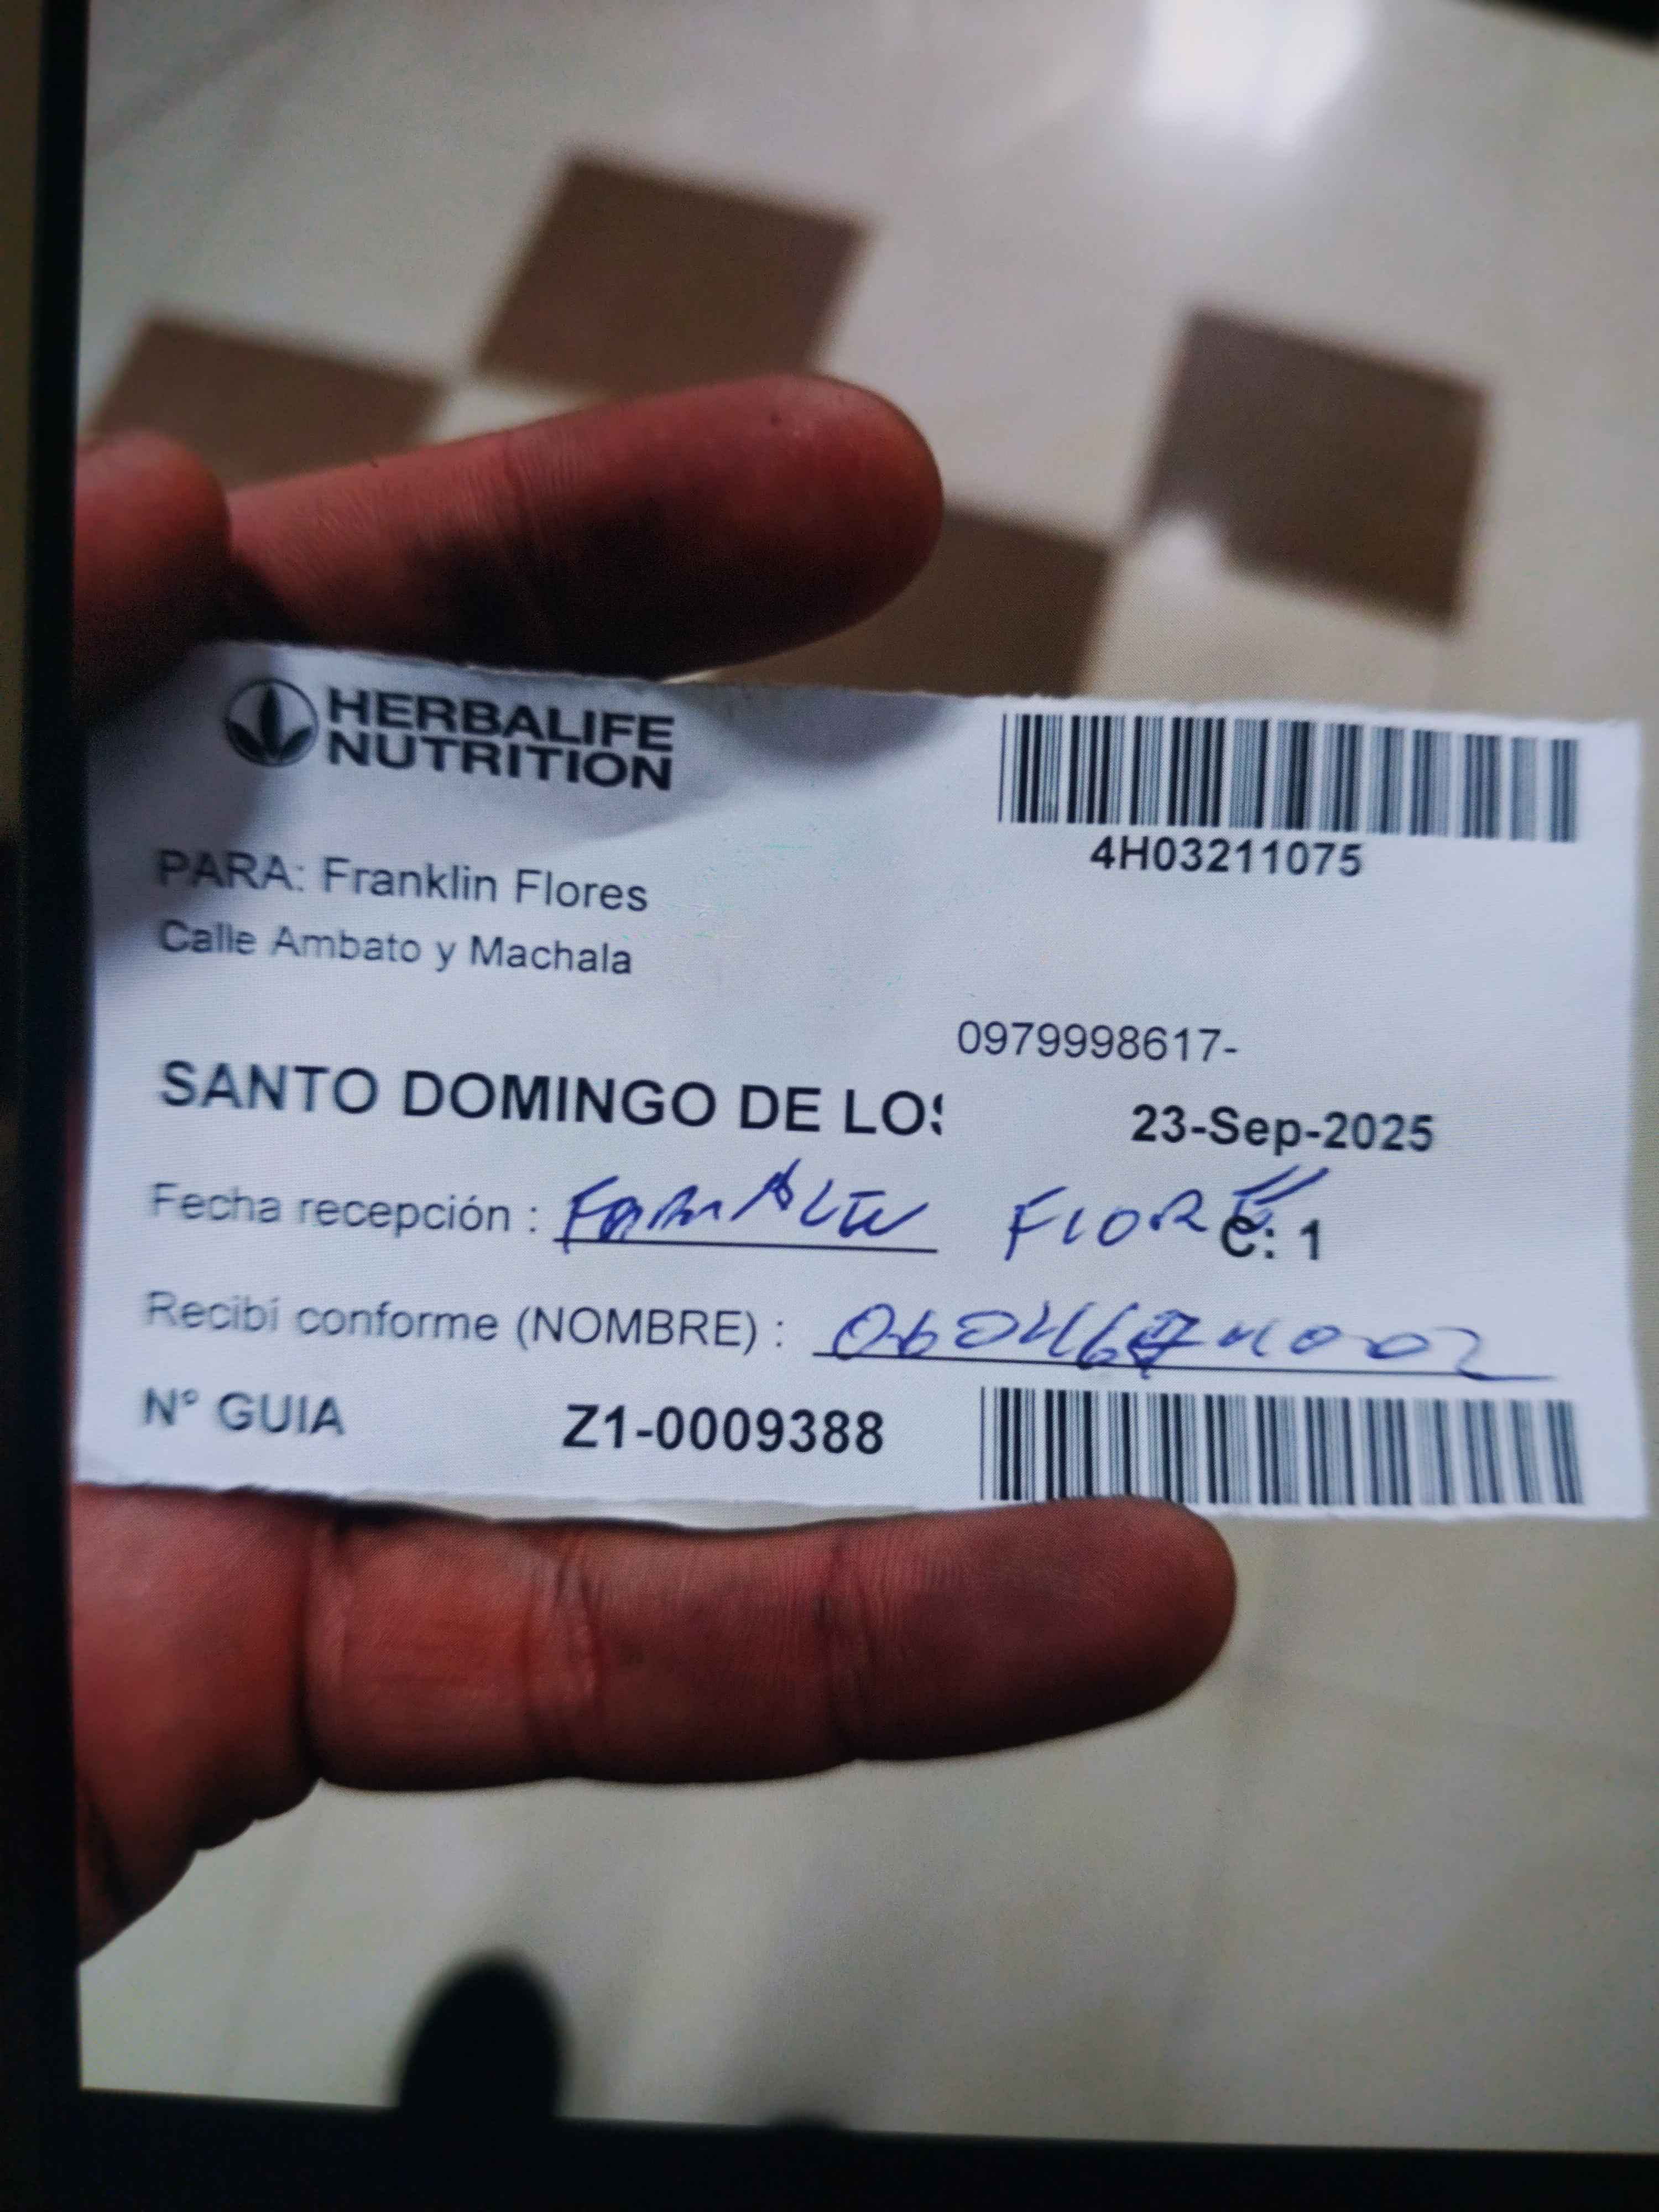 HERBALIFE
NUTRITION
4H03211075
PARA: Franklin Flores
Calle Ambato y Machala
0979998617-
SANTO DOMINGO DE LOS
23-Sep-2025
Fecha recepción :
C: 1
Recibí conforme (NOMBRE) :
Nº GUIA
Z1-0009388